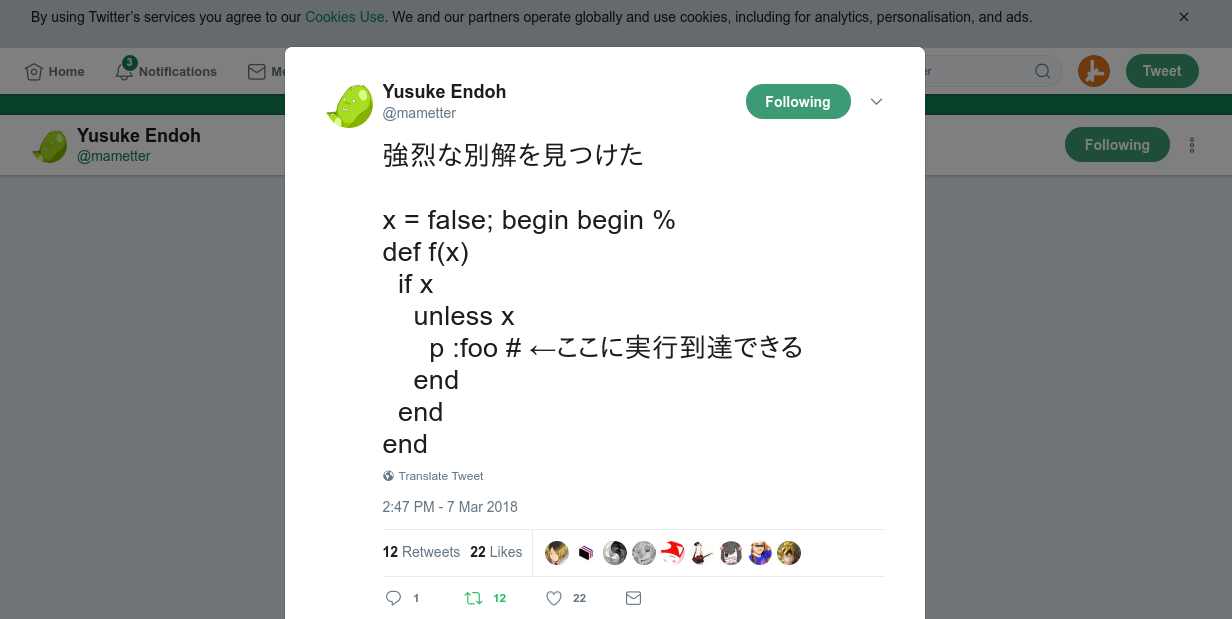 By using Twitter’s services you agree to our Cookies Use. We and our partners operate globally and use cookies, including for analytics, personalisation, and ads.
Home
3
Notifications
Tweet
Yusuke Endoh
@mametter
Following
Yusuke Endoh
@mametter
Following
強烈な別解を見つけた
x = false; begin begin %
def f(x)
if x
unless x
p :foo # ←ここに実行到達できる
end
end
end
Translate Tweet
2:47 PM - 7 Mar 2018
12 Retweets 22 Likes
1 12 22